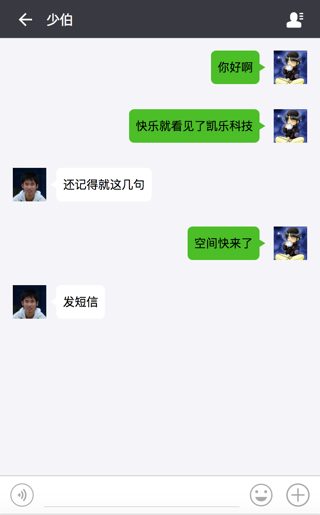 少伯
你好啊
快乐就看见了凯乐科技
还记得就这几句
空间快来了
发短信